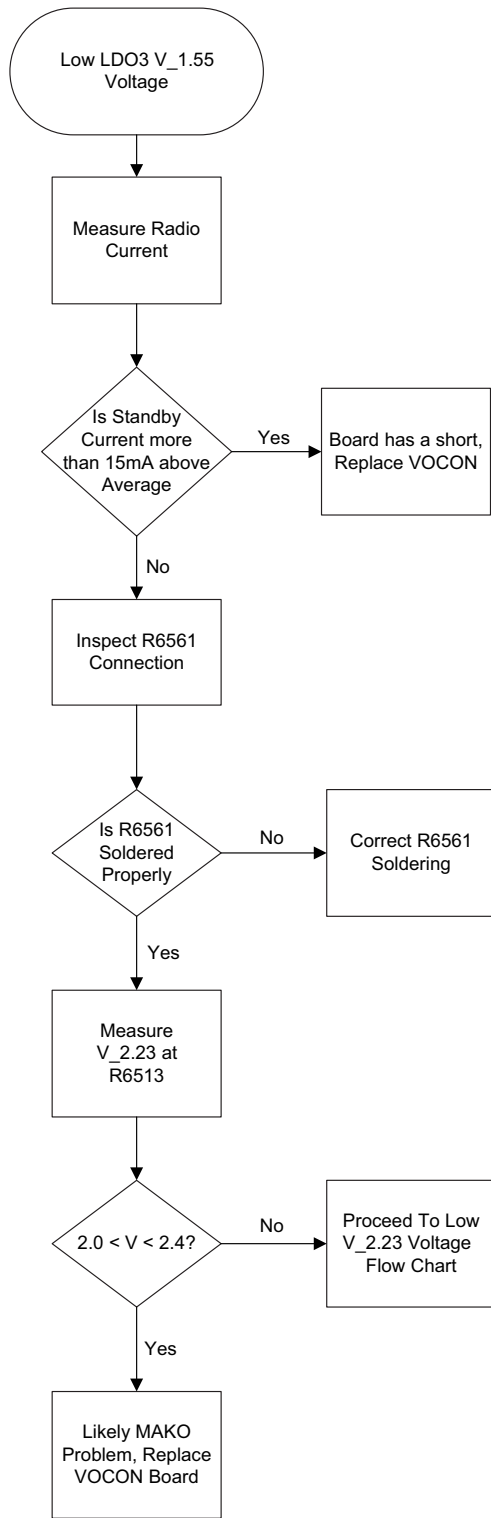 Low LDO3 V_1.55
Voltage
Measure Radio
Current
Is Standby
Current more
than 15mA above
Average
Yes
Board has a short,
Replace VOCON
No
Inspect R6561
Connection
Is R6561
Soldered
Properly
No
Correct R6561
Soldering
Yes
Measure
V_2.23 at
R6513
2.0 < V < 2.4?
No
Proceed To Low
V_2.23 Voltage
Flow Chart
Yes
Likely MAKO
Problem, Replace
VOCON Board